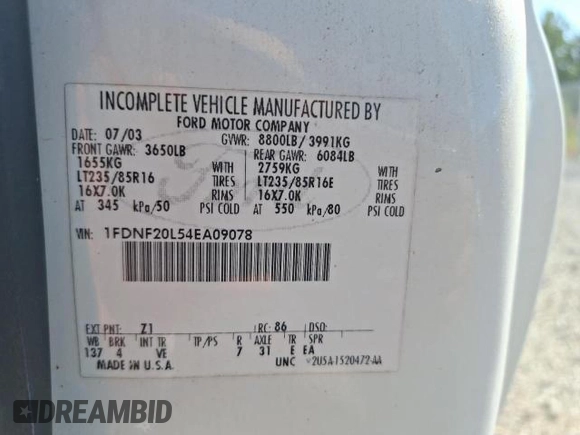 INCOMPLETE VEHICLE MANUFACTURED BY
FORD MOTOR COMPANY
DATE: 07/03 GVWR: 8800LB/ 3991KG
FRONT GAWR: 3650LB REAR GAWR: 6084LB
1655KG WITH 2759KG WITH
LT235/85R16 TIRES LT235/85R16E TIRES
16X7.0K RIMS 16X7.0K RIMS
AT 345 kPa/50 PSI COLD AT 550 kPa/80 PSI COLD
VIN: 1FDNF20L54EA09078
EXT PNT: Z1 RC: 86 DSO:
WB BRK INT TR TP/PS R AXLE TR SPR
137 4 VE 7 31 E EA
MADE IN U.S.A. UNC *2U5A-1520472-AA
DREAMBID